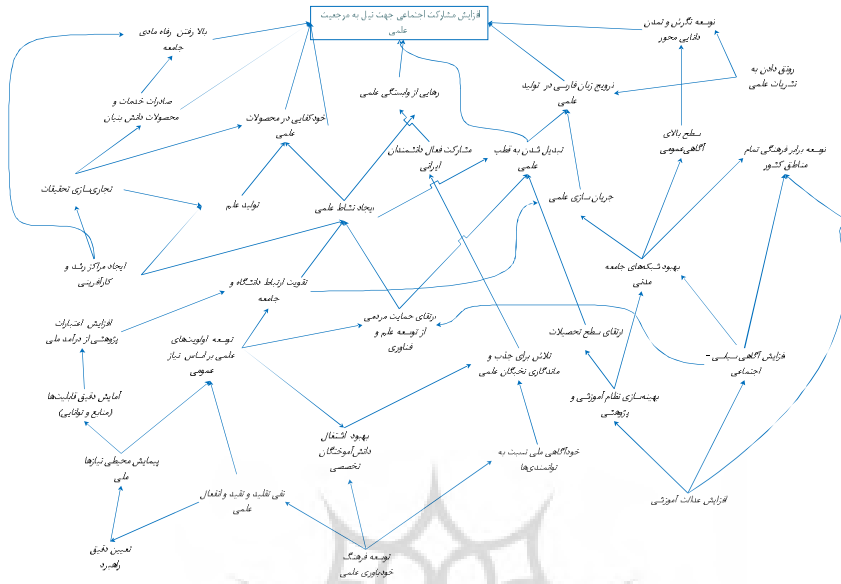 افزایش مشارکت اجتماعی جهت نیل به مرجعیت
علمی
توسعه نگرش و تمدن
دانایی محور
بالا رفتن رفاه مادی
جامعه
رونق دادن به
نشریات علمی
ترویج زبان فارسی در تولید
علمی
رهایی از وابستگی علمی
صادرات خدمات و
محصولات دانش بنیان
خودکفایی در محصولات
علمی
سطح بالای
آگاهی عمومی
توسعه برابر فرهنگی تمام
مناطق کشور
تبدیل شدن به قطب
علمی
مشارکت فعال دانشمندان
ایرانی
تجاری‌سازی تحقیقات
جریان سازی علمی
تولید علم
ایجاد نشاط علمی
ایجاد مراکز رشد و
کارآفرینی
بهبود شبکه‌های جامعه
مدنی
تقویت ارتباط دانشگاه و
جامعه
ارتقای حمایت مردمی
از توسعه علم و
فناوری
افزایش اعتبارات
پژوهشی از درآمد ملی
توسعه اولویت‌های
علمی بر اساس نیاز
عمومی
ارتقای سطح تحصیلات
تلاش برای جذب و
ماندگاری نخبگان علمی
افزایش آگاهی سیاسی -
اجتماعی
آمایش دقیق قابلیت‌ها
(منابع و توانایی)
بهینه‌سازی نظام آموزشی و
پژوهشی
بهبود اشتغال
دانش‌آموختگان
تخصصی
خودآگاهی ملی نسبت به
توانمندی‌ها
پیمایش محیطی نیازها
ملی
نفی تقلید و تقید و انفعال
علمی
افزایش عدالت آموزشی
تعیین دقیق
راهبرد
توسعه فرهنگ
خودباوری علمی